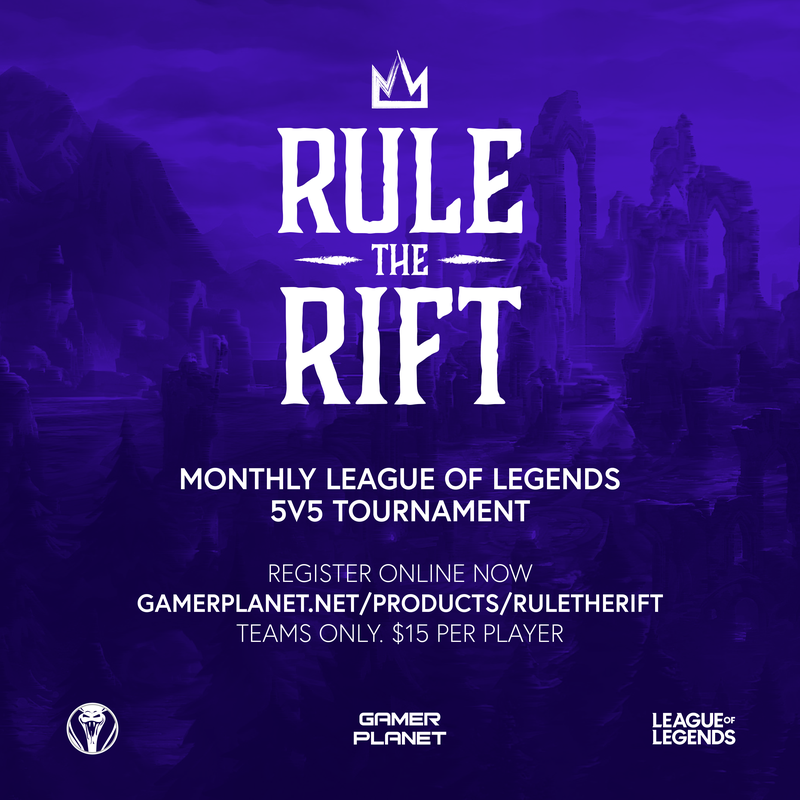 RULE
THE
RIFT
MONTHLY LEAGUE OF LEGENDS
5V5 TOURNAMENT
REGISTER ONLINE NOW
GAMERPLANET.NET/PRODUCTS/RULETHERIFT
TEAMS ONLY. $15 PER PLAYER
GAMER
PLANET
LEAGUE OF
LEGENDS